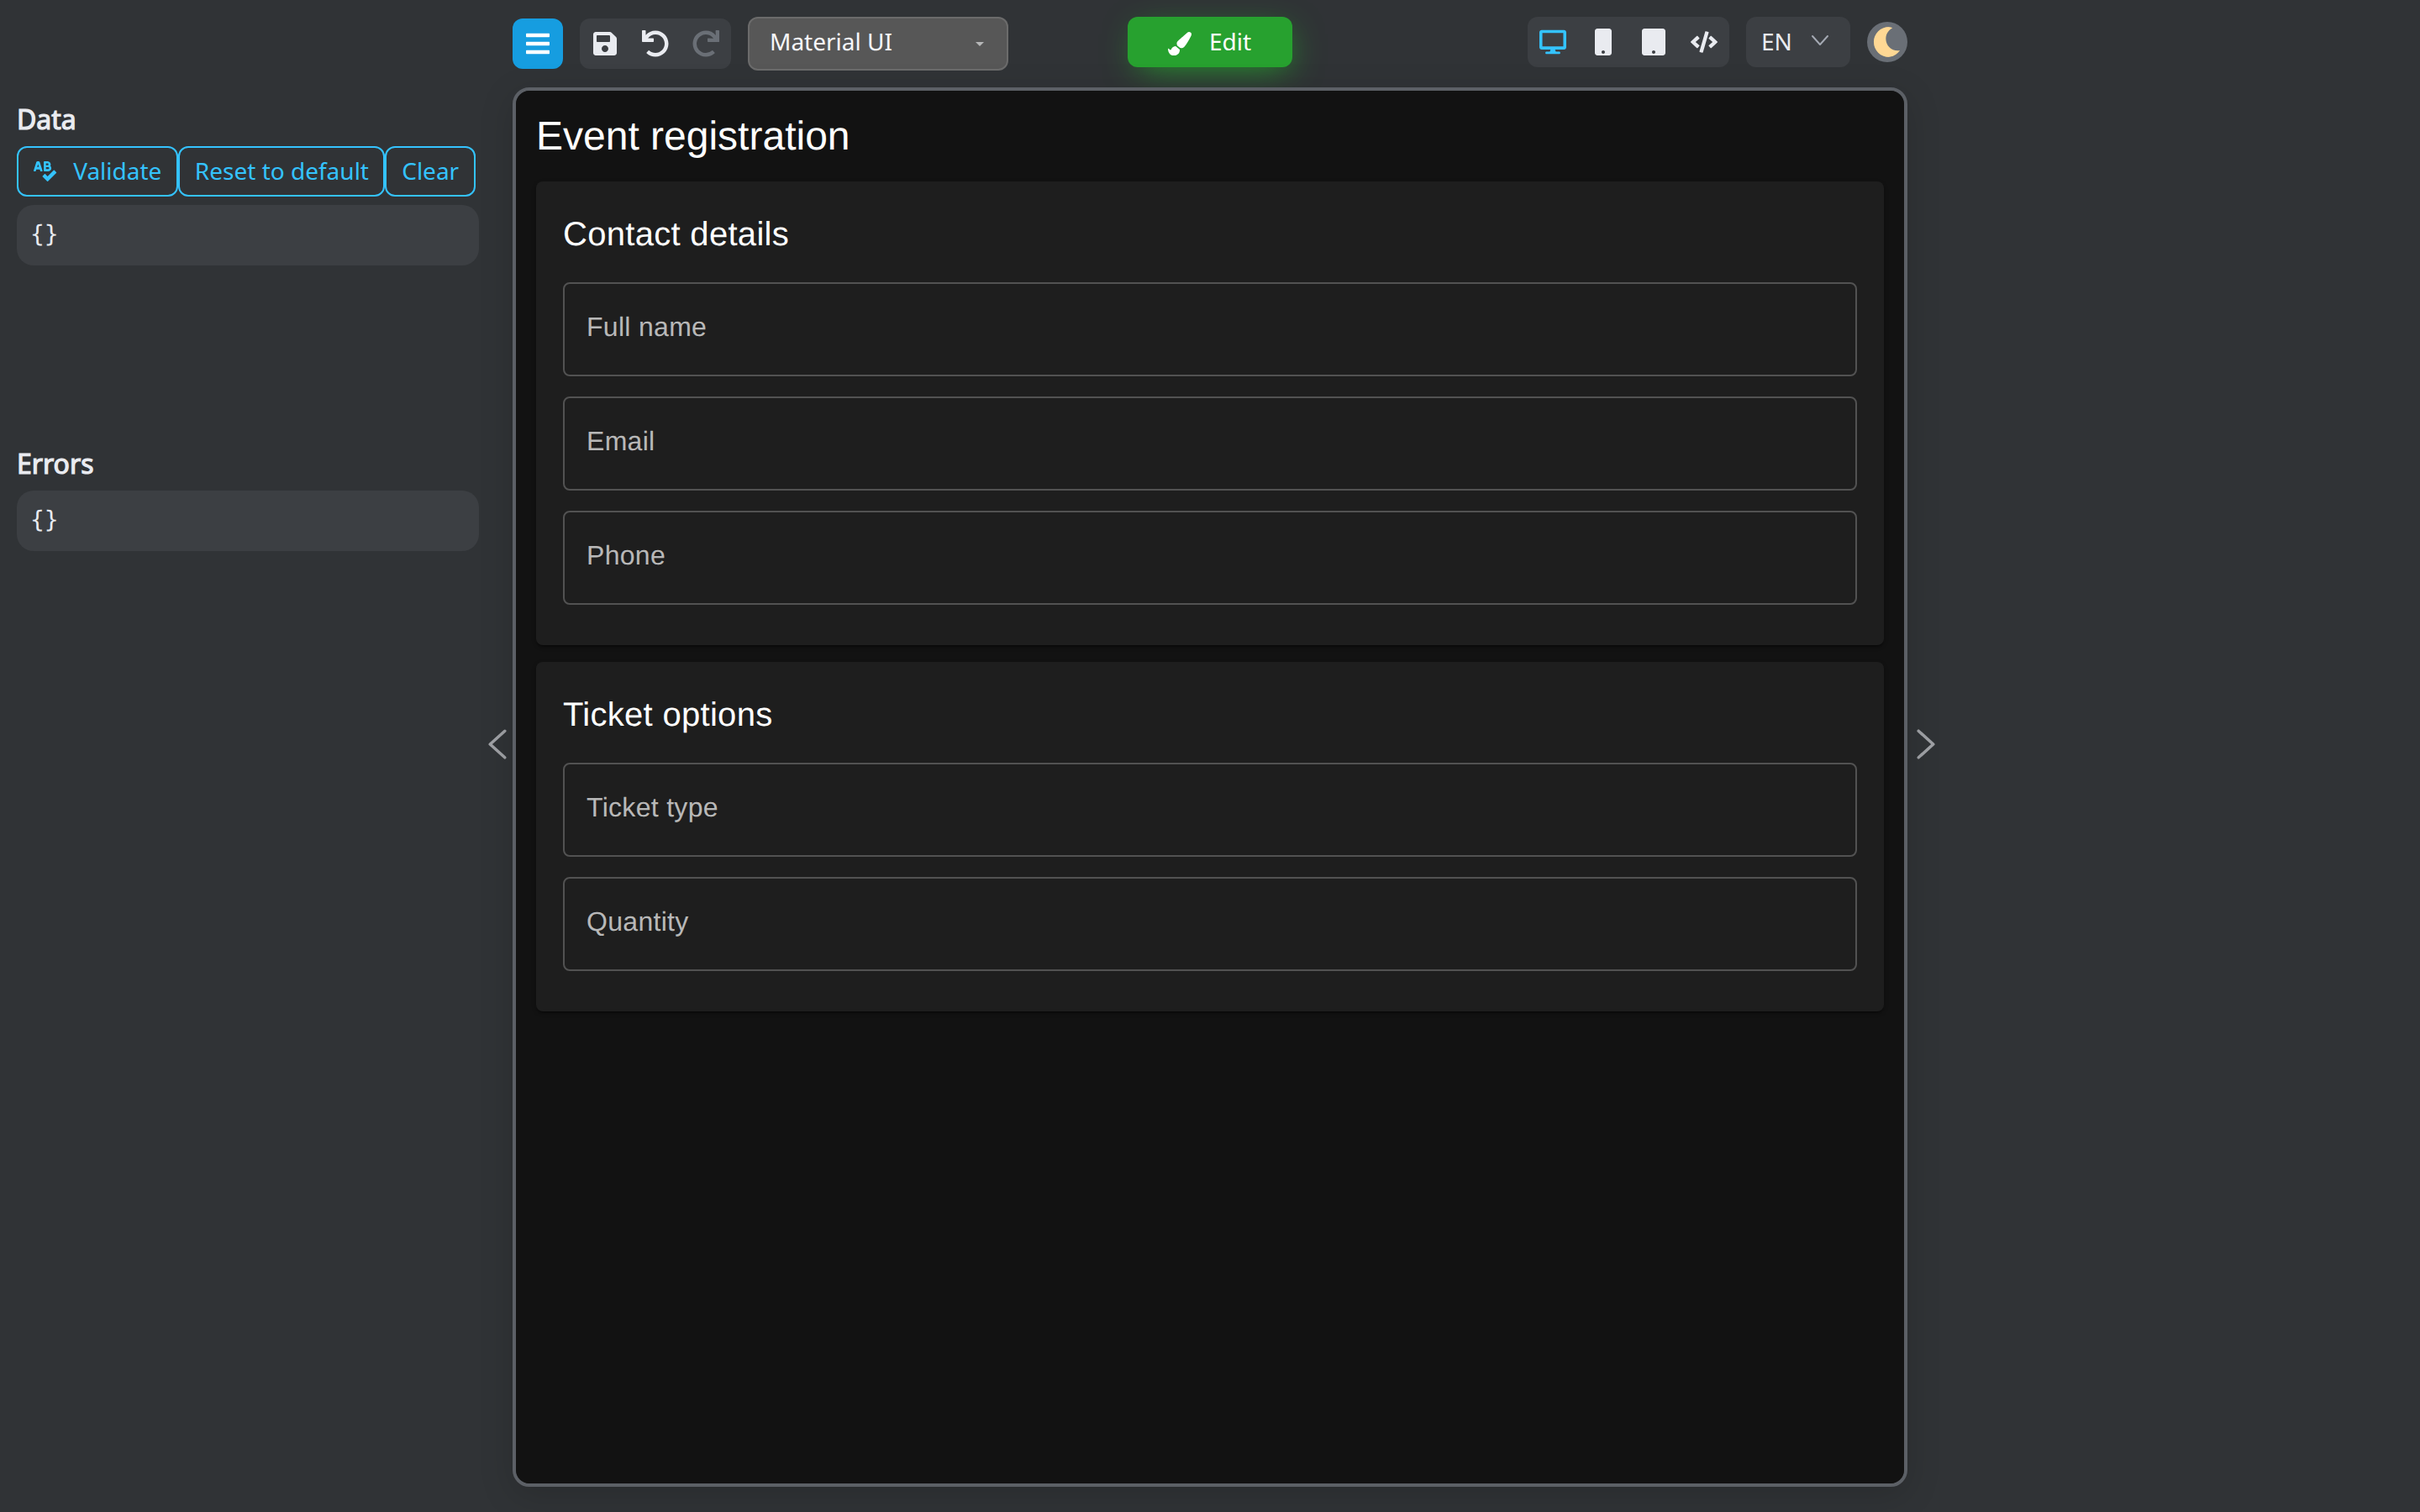 Material UI
Edit
EN
Data
AB Validate
Reset to default
Clear
{}
Errors
{}
Event registration
Contact details
Full name
Email
Phone
Ticket options
Ticket type
Quantity